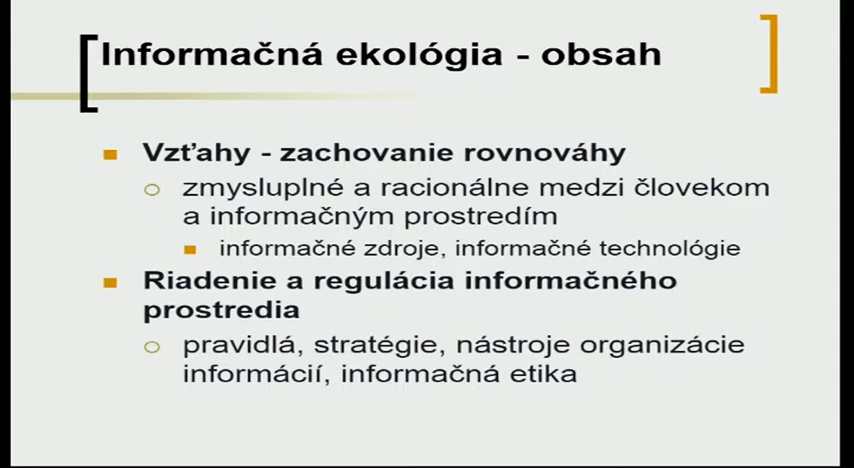 Informačná ekológia - obsah
Vzťahy - zachovanie rovnováhy
zmysluplné a racionálne medzi človekom
a informačným prostredím
informačné zdroje, informačné technológie
Riadenie a regulácia informačného
prostredia
pravidlá, stratégie, nástroje organizácie
informácií, informačná etika